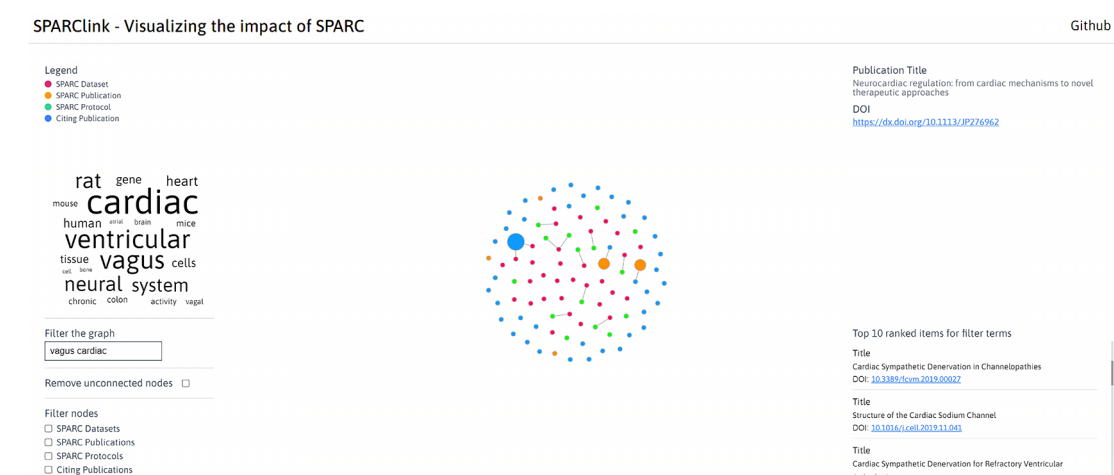 SPARClink - Visualizing the impact of SPARC
Github
Legend
SPARC Dataset
SPARC Publication
SPARC Protocol
Citing Publication
rat gene heart
mouse cardiac
human atrial brain mice
ventricular
tissue vagus cells
cell bone
neural system
chronic colon activity vagal
Filter the graph
vagus cardiac
Remove unconnected nodes
Filter nodes
SPARC Datasets
SPARC Publications
SPARC Protocols
Citing Publications
Publication Title
Neurocardiac regulation: from cardiac mechanisms to novel
therapeutic approaches
DOI
https://dx.doi.org/10.1113/JP276962
Top 10 ranked items for filter terms
Title
Cardiac Sympathetic Denervation in Channelopathies
DOI: 10.3389/fcvm.2019.00027
Title
Structure of the Cardiac Sodium Channel
DOI: 10.1016/j.cell.2019.11.041
Title
Cardiac Sympathetic Denervation for Refractory Ventricular